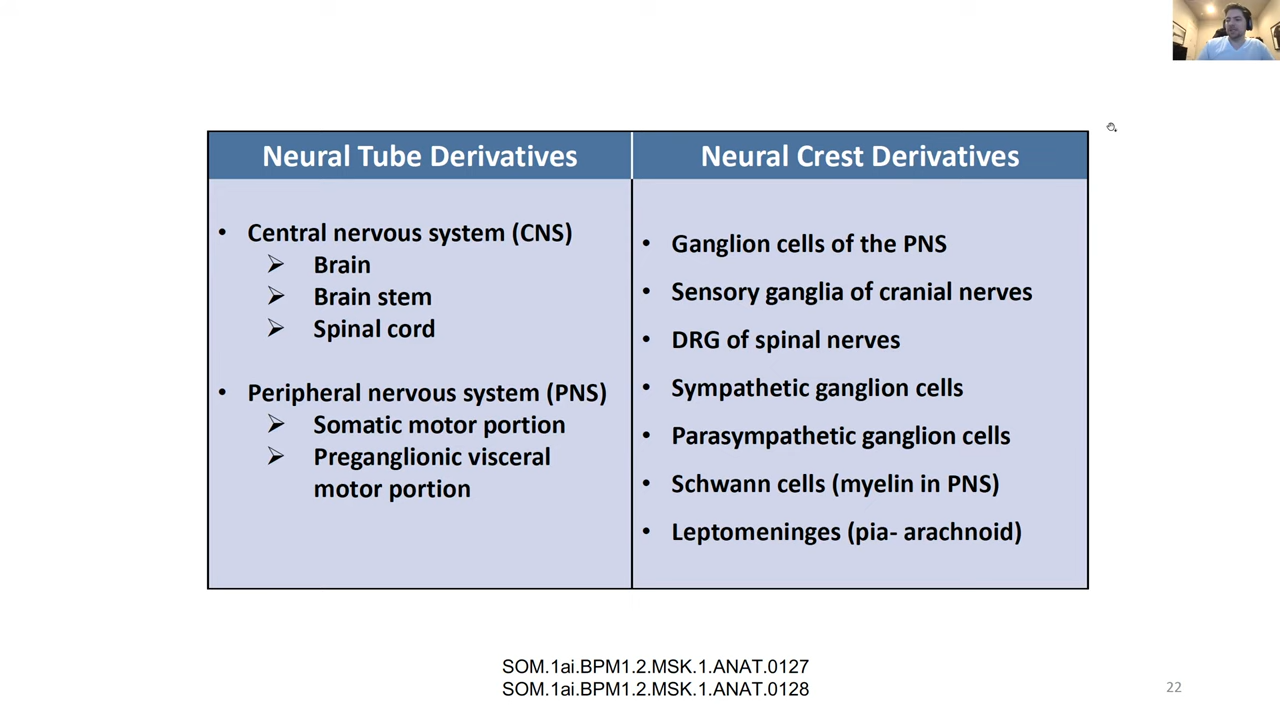 Neural Tube Derivatives
Neural Crest Derivatives
• Central nervous system (CNS)
➢ Brain
➢ Brain stem
➢ Spinal cord
• Peripheral nervous system (PNS)
➢ Somatic motor portion
➢ Preganglionic visceral
motor portion
• Ganglion cells of the PNS
• Sensory ganglia of cranial nerves
• DRG of spinal nerves
• Sympathetic ganglion cells
• Parasympathetic ganglion cells
• Schwann cells (myelin in PNS)
• Leptomeninges (pia- arachnoid)
SOM.1ai.BPM1.2.MSK.1.ANAT.0127
SOM.1ai.BPM1.2.MSK.1.ANAT.0128
22